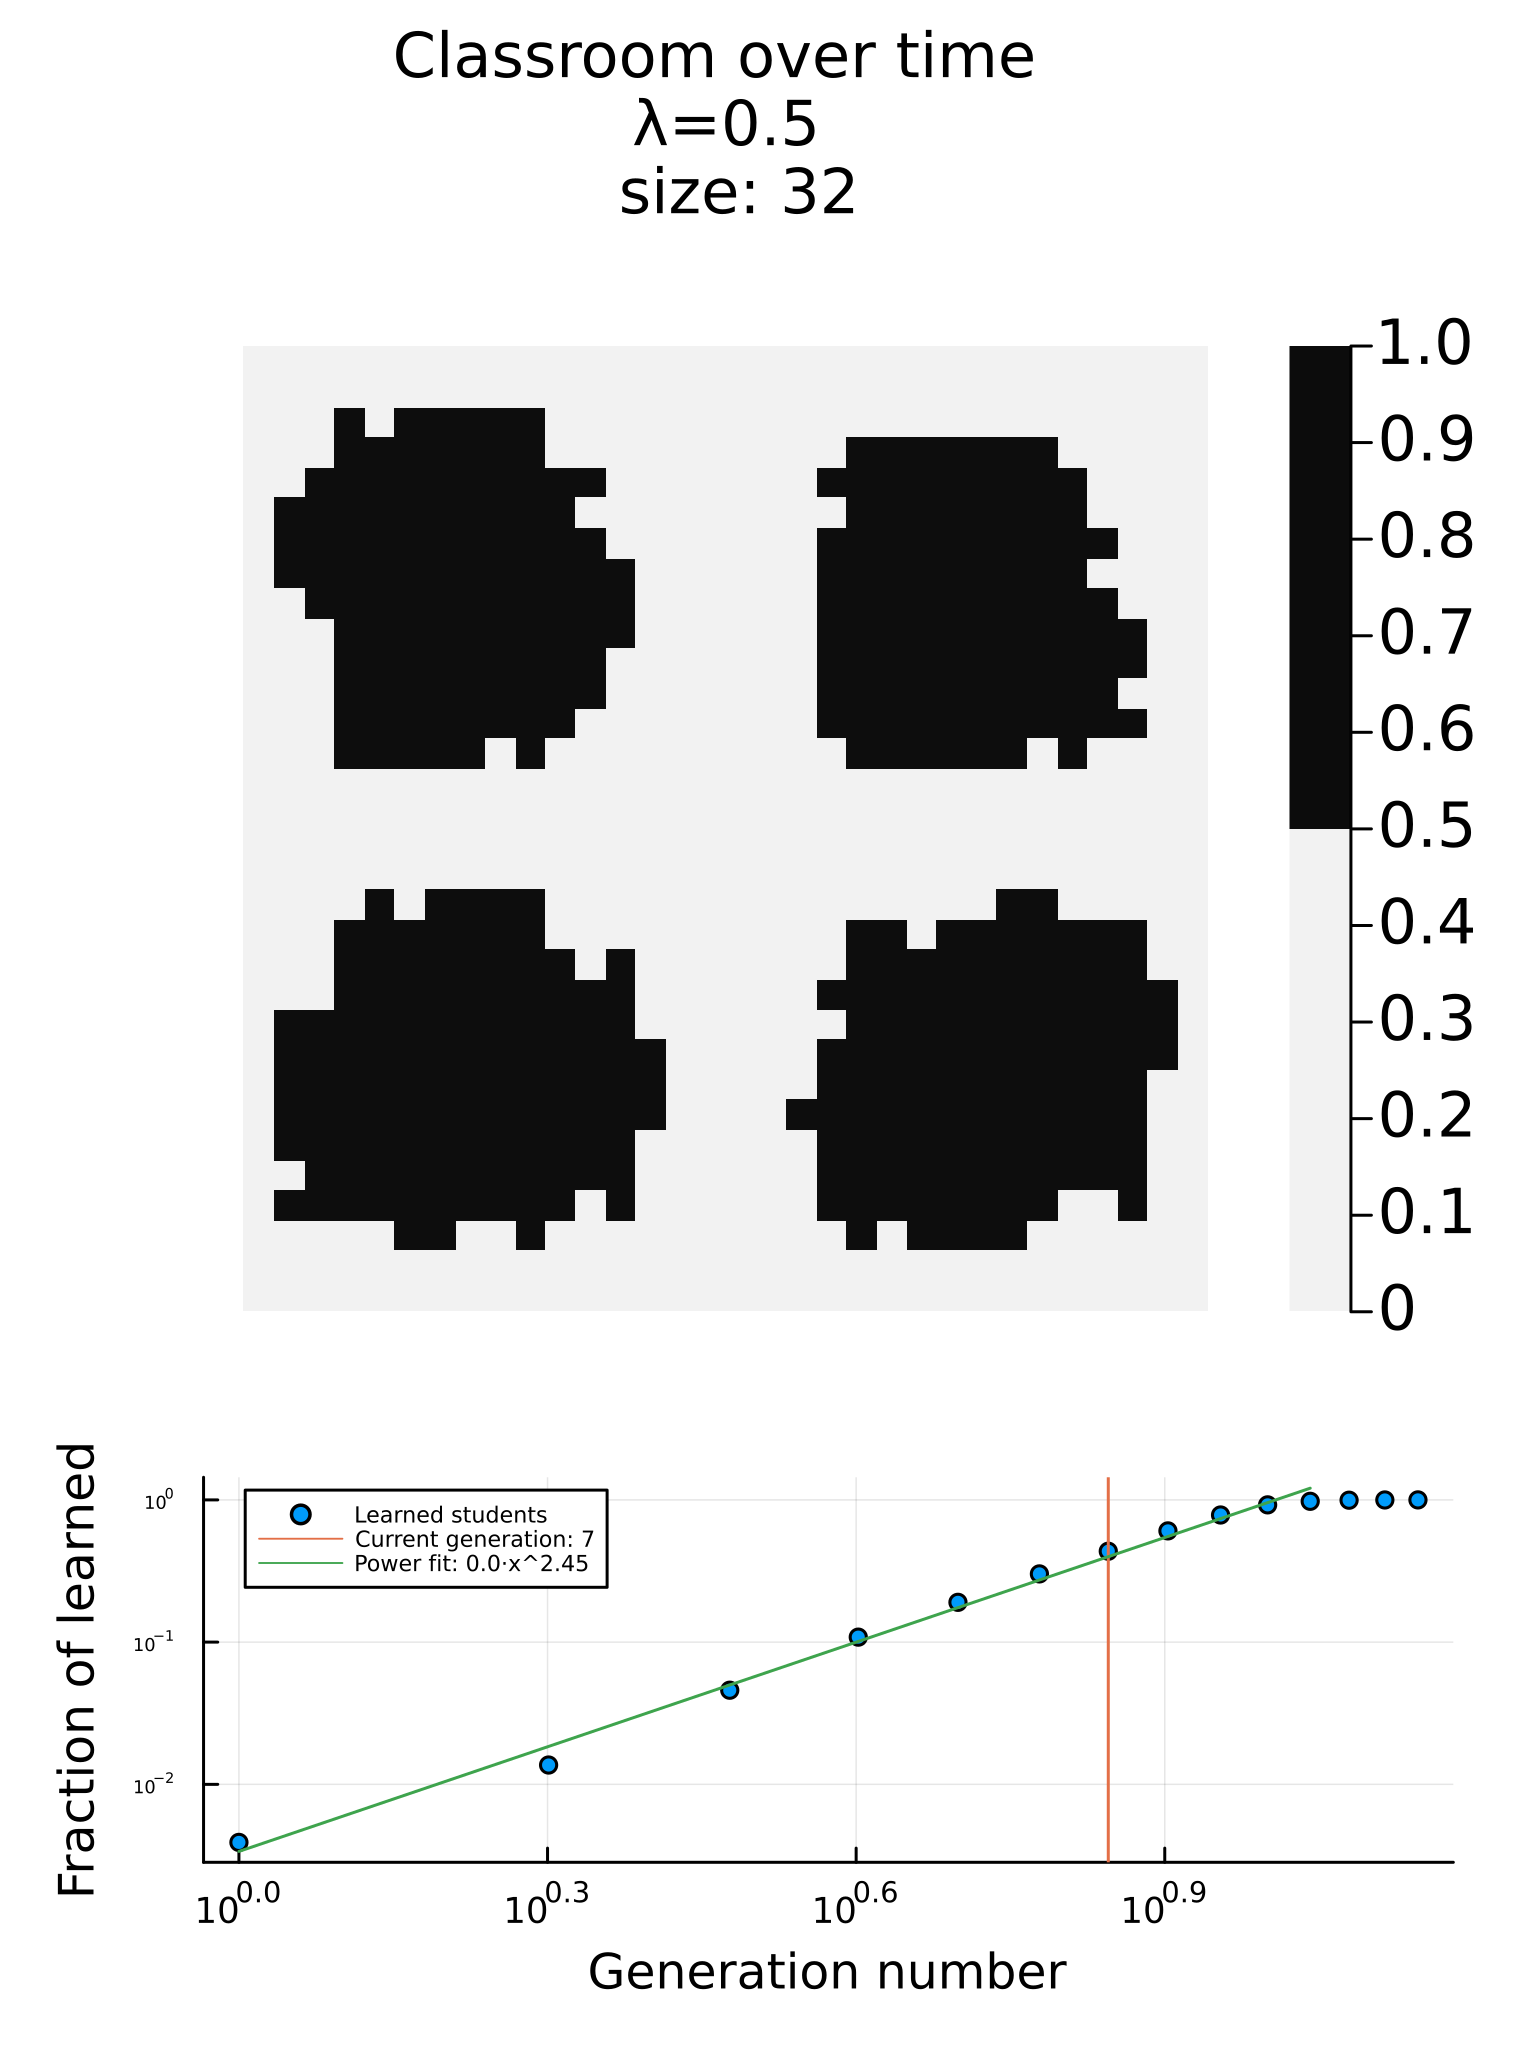 Classroom over time
λ=0.5
size: 32
1.0
0.9
0.8
0.7
0.6
0.5
0.4
0.3
0.2
0.1
0
Fraction of learned
10^0
10^-1
10^-2
Learned students
Current generation: 7
Power fit: 0.0·x^2.45
10^0.0 10^0.3 10^0.6 10^0.9
Generation number